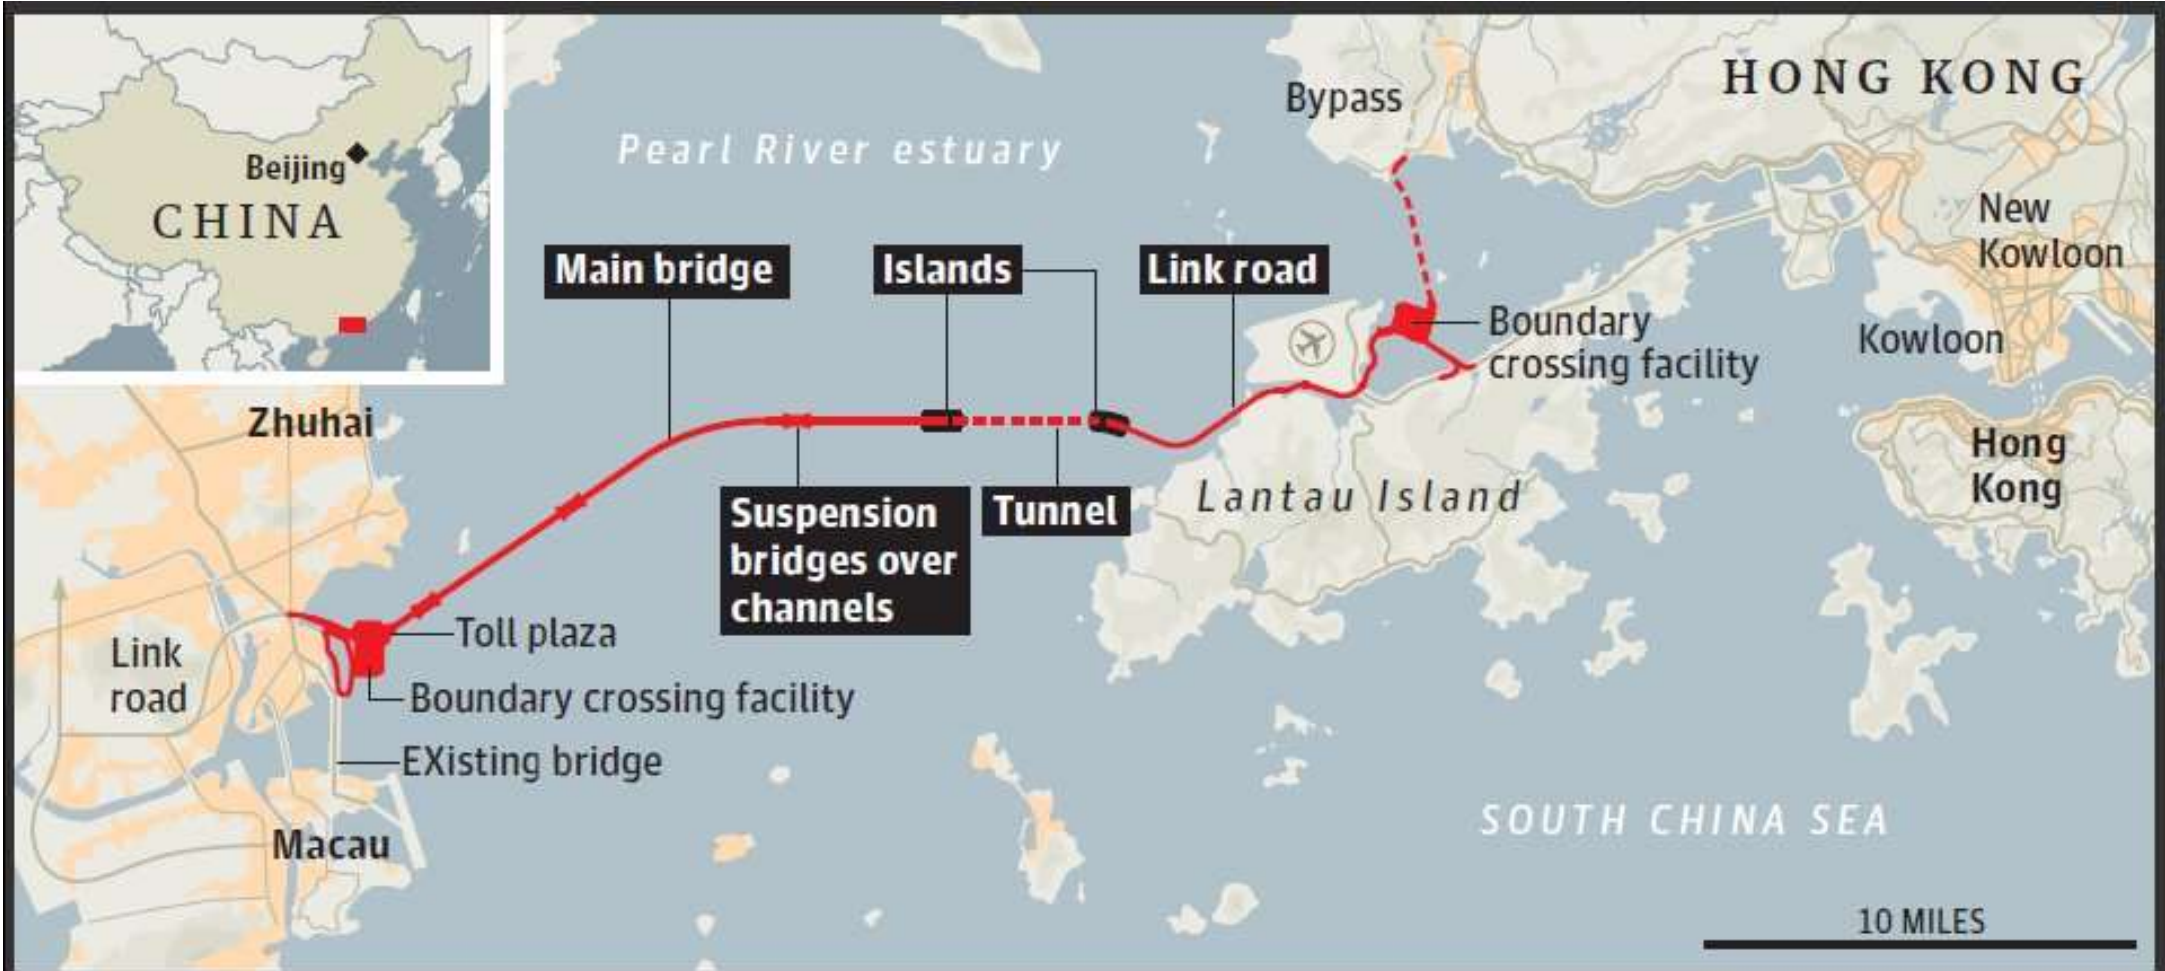 Beijing
CHINA
Pearl River estuary
Bypass
HONG KONG
New
Kowloon
Kowloon
Main bridge
Islands
Link road
Boundary
crossing facility
Zhuhai
Hong
Kong
Lantau Island
Suspension
bridges over
channels
Tunnel
Toll plaza
Link
road
Boundary crossing facility
EXisting bridge
Macau
SOUTH CHINA SEA
10 MILES